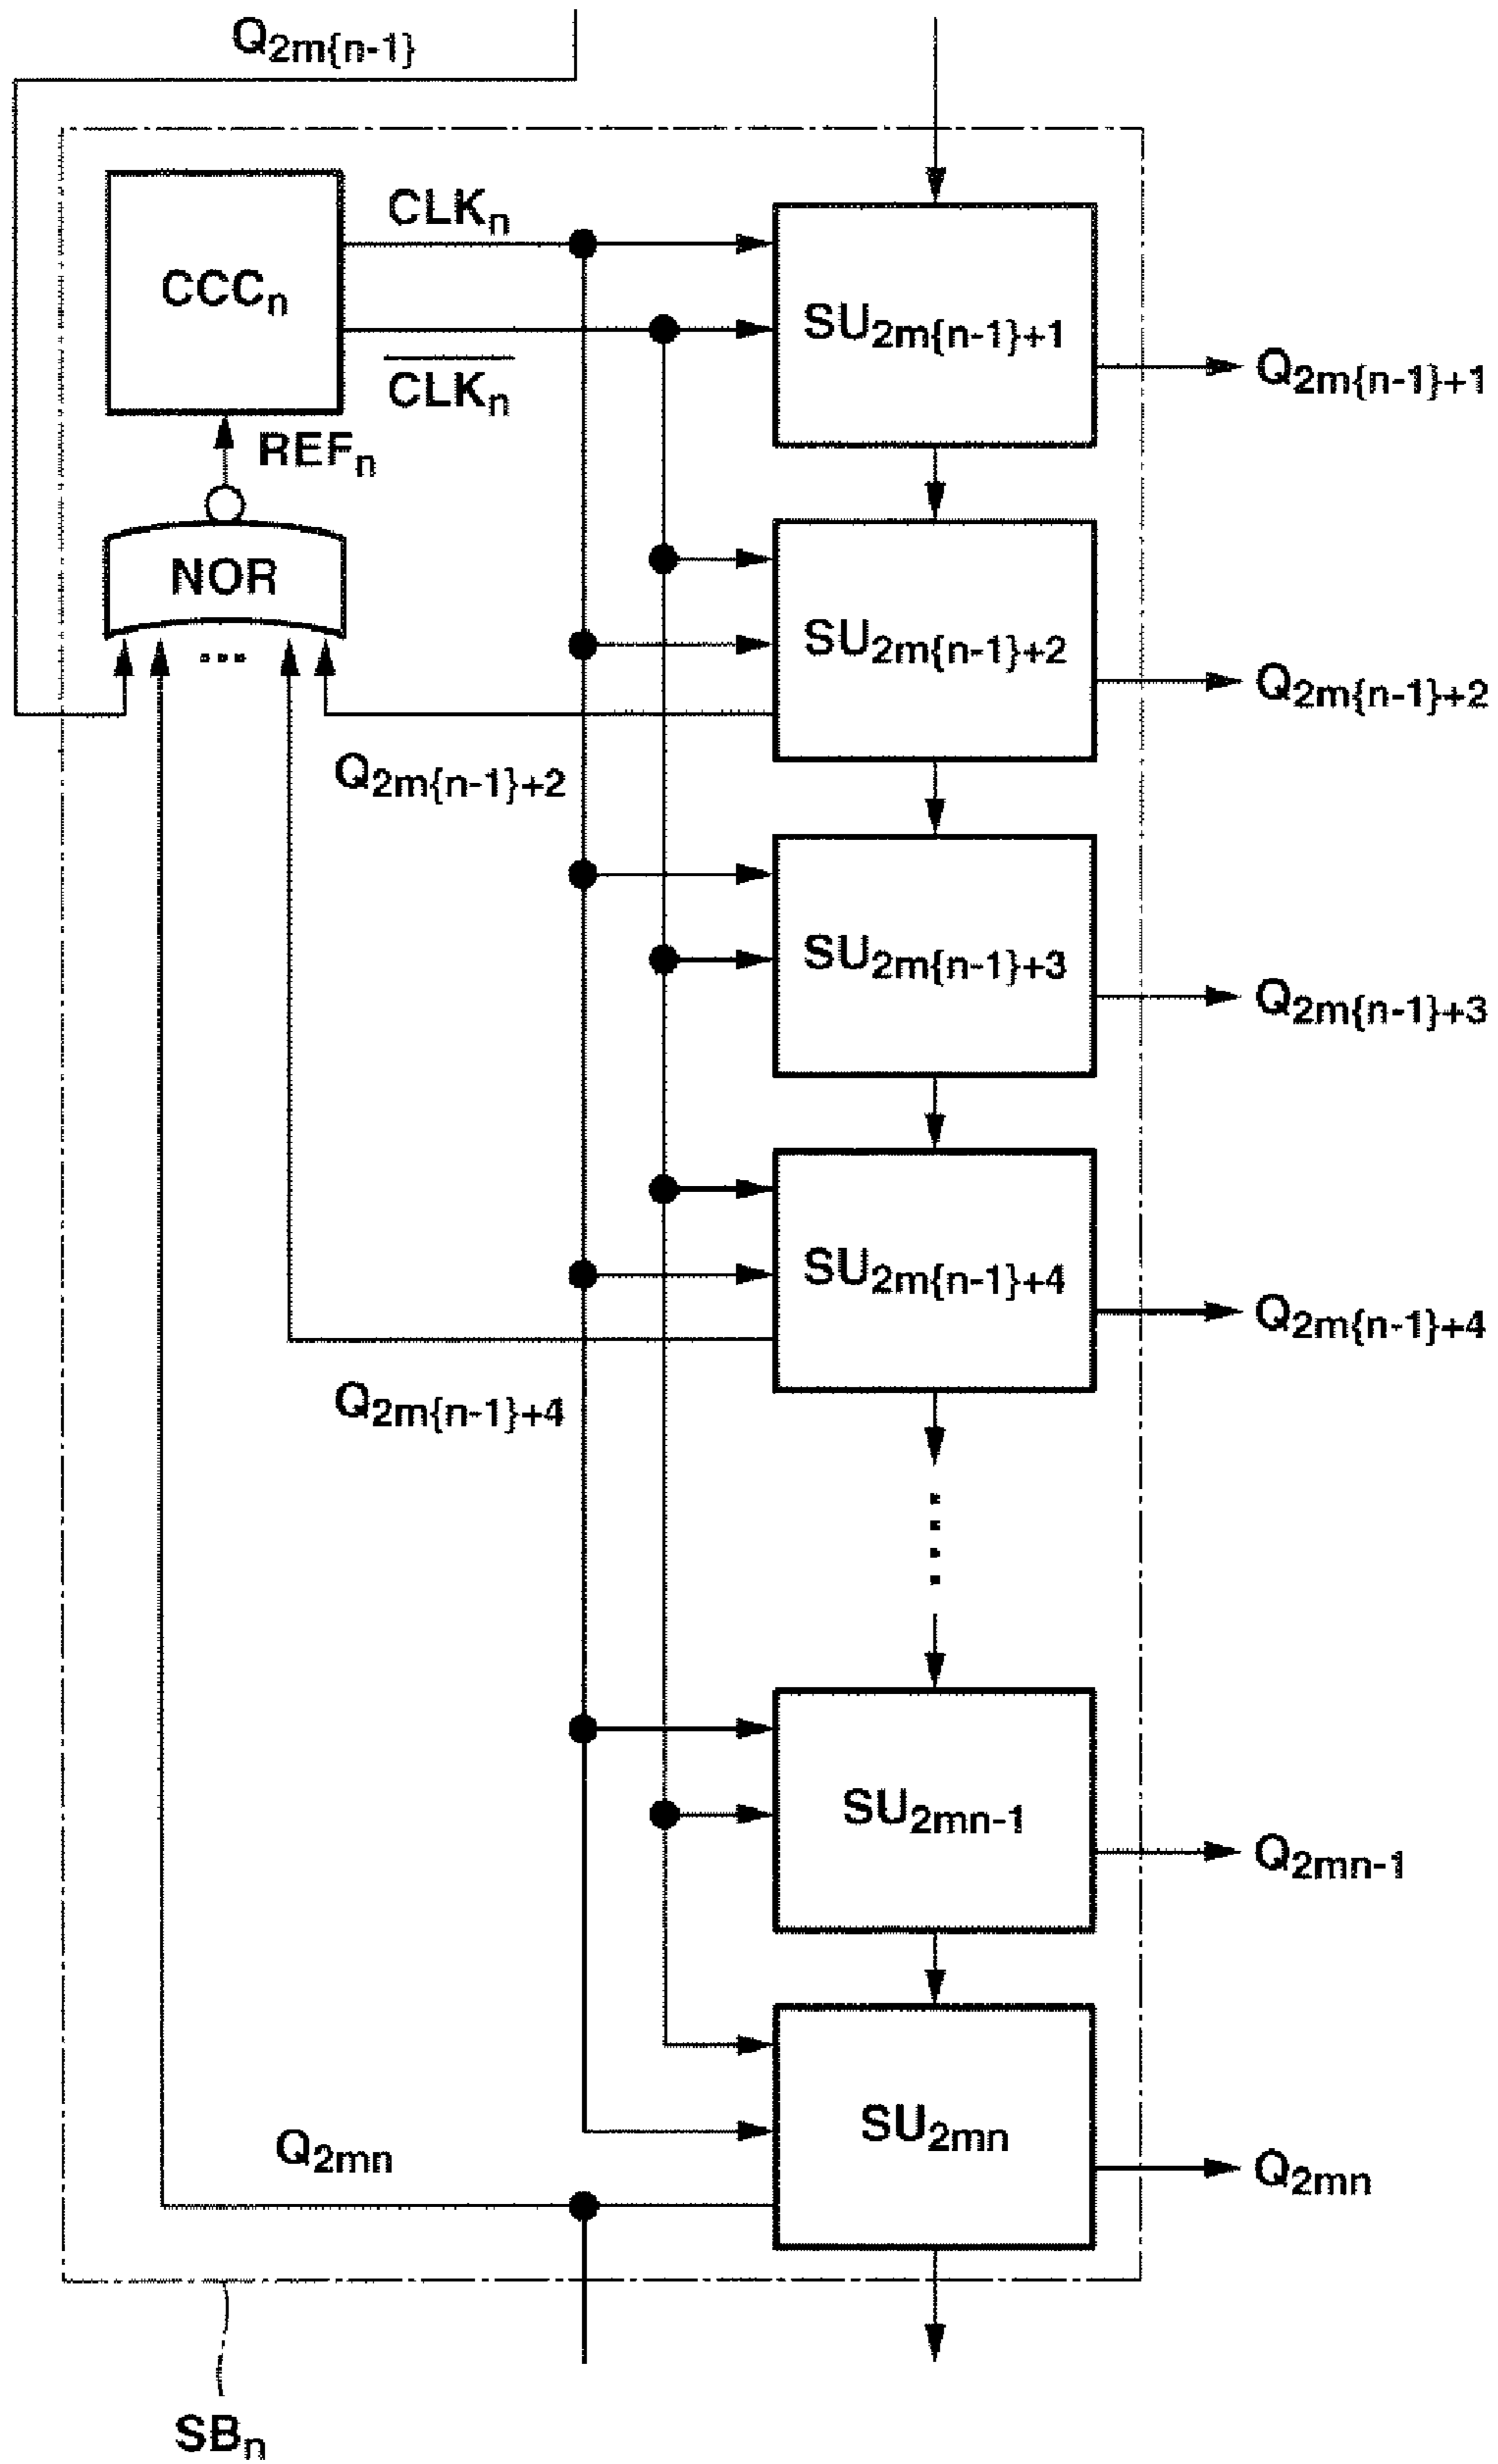 Q2m{n-1}
CLKn
CCCn
SU2m{n-1}+1
CLKn
Q2m{n-1}+1
REFn
NOR
...
SU2m{n-1}+2
Q2m{n-1}+2
Q2m{n-1}+2
SU2m{n-1}+3
Q2m{n-1}+3
SU2m{n-1}+4
Q2m{n-1}+4
Q2m{n-1}+4
SU2mn-1
Q2mn-1
SU2mn
Q2mn
Q2mn
SBn